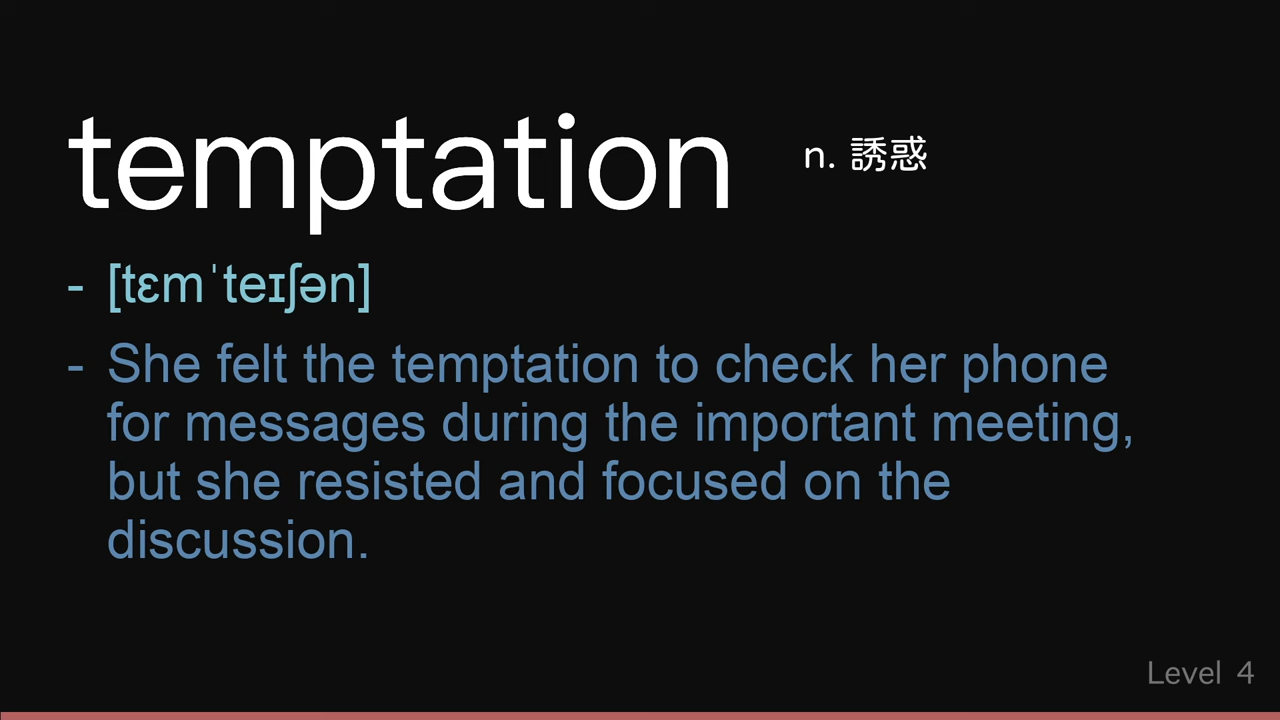 temptation n. 誘惑
- [tɛmˈteɪʃən]
- She felt the temptation to check her phone
for messages during the important meeting,
but she resisted and focused on the
discussion.
Level 4